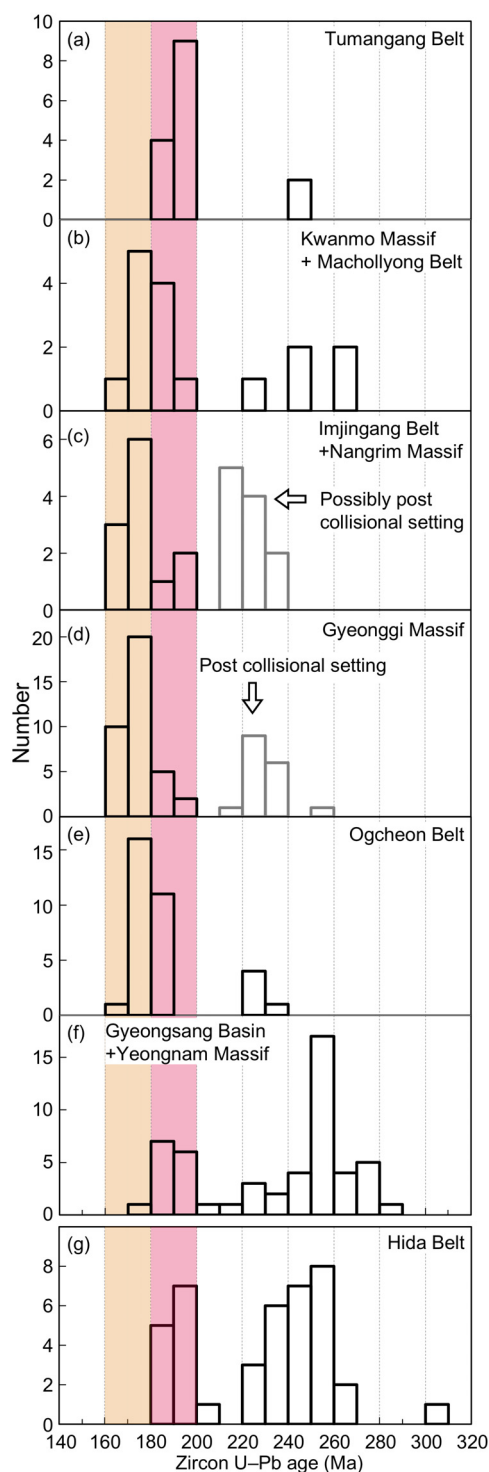 10
(a)
Tumangang Belt
8
6
4
2
0
(b)
Kwanmo Massif
+ Machollyong Belt
4
2
0
(c)
Imjingang Belt
+Nangrim Massif
6
4
Possibly post
collisional setting
2
0
(d)
Gyeonggi Massif
20
Post collisional setting
15
Number
10
5
0
(e)
Ogcheon Belt
15
10
5
0
(f)
Gyeongsang Basin
+Yeongnam Massif
15
10
5
0
(g)
Hida Belt
8
6
4
2
0
140 160 180 200 220 240 260 280 300 320
Zircon U–Pb age (Ma)